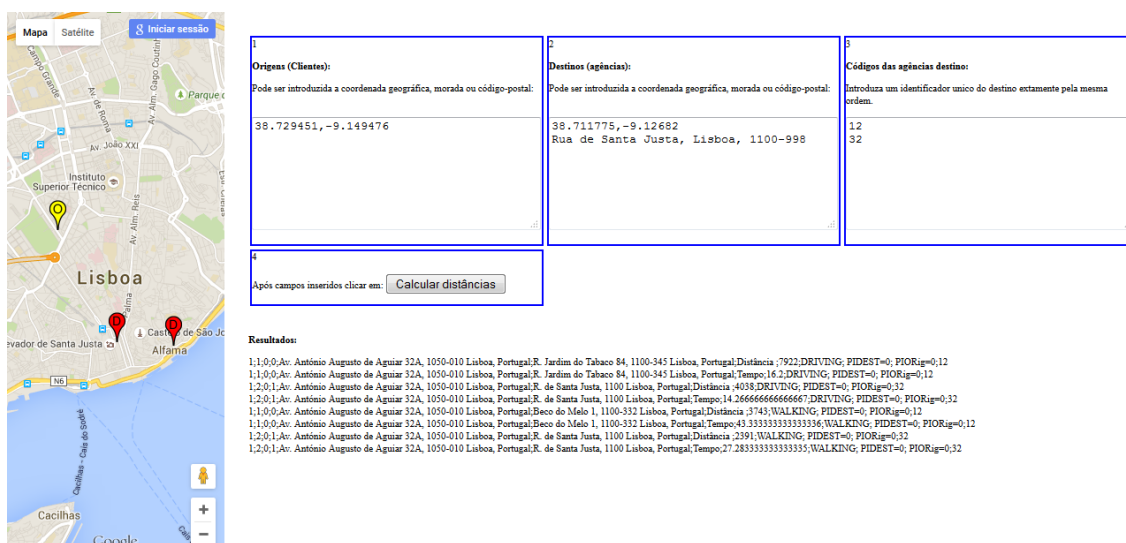 Mapa
Satélite
Iniciar sessão
Campo Grande
Av. de Roma
Av. Alm. Gago Coutinho
Parque
Av. João XXI
Instituto
Superior Técnico
O
Av. Alm. Reis
Lisboa
Palma
D
D
evador de Santa Justa
Castelo de São Jo
Alfama
N6
Cacilhas - Cais do Sodré
Cacilhas
Google
1
Origens (Clientes):
Pode ser introduzida a coordenada geográfica, morada ou código-postal:
38.729451,-9.149476
2
Destinos (agências):
Pode ser introduzida a coordenada geográfica, morada ou código-postal:
38.711775,-9.12682
Rua de Santa Justa, Lisboa, 1100-998
3
Códigos das agências destino:
Introduza um identificador unico do destino extamente pela mesma
ordem.
12
32
4
Após campos inseridos clicar em: Calcular distâncias
Resultados:
1;1;0;0;Av. António Augusto de Aguiar 32A, 1050-010 Lisboa, Portugal;R. Jardim do Tabaco 84, 1100-345 Lisboa, Portugal;Distância ;7922;DRIVING; PIDEST=0; PIORig=0;12
1;1;0;0;Av. António Augusto de Aguiar 32A, 1050-010 Lisboa, Portugal;R. Jardim do Tabaco 84, 1100-345 Lisboa, Portugal;Tempo;16.2;DRIVING; PIDEST=0; PIORig=0;12
1;2;0;1;Av. António Augusto de Aguiar 32A, 1050-010 Lisboa, Portugal;R. de Santa Justa, 1100 Lisboa, Portugal;Distância ;4038;DRIVING; PIDEST=0; PIORig=0;32
1;2;0;1;Av. António Augusto de Aguiar 32A, 1050-010 Lisboa, Portugal;R. de Santa Justa, 1100 Lisboa, Portugal;Tempo;14.266666666666667;DRIVING; PIDEST=0; PIORig=0;32
1;1;0;0;Av. António Augusto de Aguiar 32A, 1050-010 Lisboa, Portugal;Beco do Melo 1, 1100-332 Lisboa, Portugal;Distância ;3743;WALKING; PIDEST=0; PIORig=0;12
1;1;0;0;Av. António Augusto de Aguiar 32A, 1050-010 Lisboa, Portugal;Beco do Melo 1, 1100-332 Lisboa, Portugal;Tempo;43.333333333333336;WALKING; PIDEST=0; PIORig=0;12
1;2;0;1;Av. António Augusto de Aguiar 32A, 1050-010 Lisboa, Portugal;R. de Santa Justa, 1100 Lisboa, Portugal;Distância ;2391;WALKING; PIDEST=0; PIORig=0;32
1;2;0;1;Av. António Augusto de Aguiar 32A, 1050-010 Lisboa, Portugal;R. de Santa Justa, 1100 Lisboa, Portugal;Tempo;27.283333333333335;WALKING; PIDEST=0; PIORig=0;32